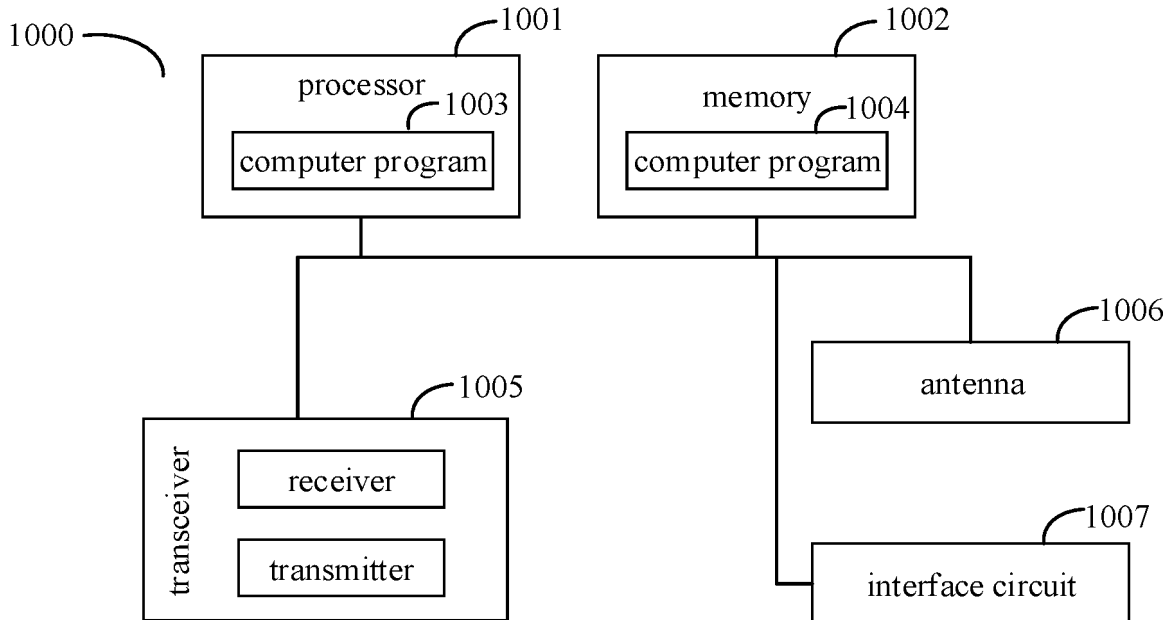 1000
1001
processor
1003
computer program
1002
memory
1004
computer program
1006
antenna
1005
transceiver
receiver
transmitter
1007
interface circuit